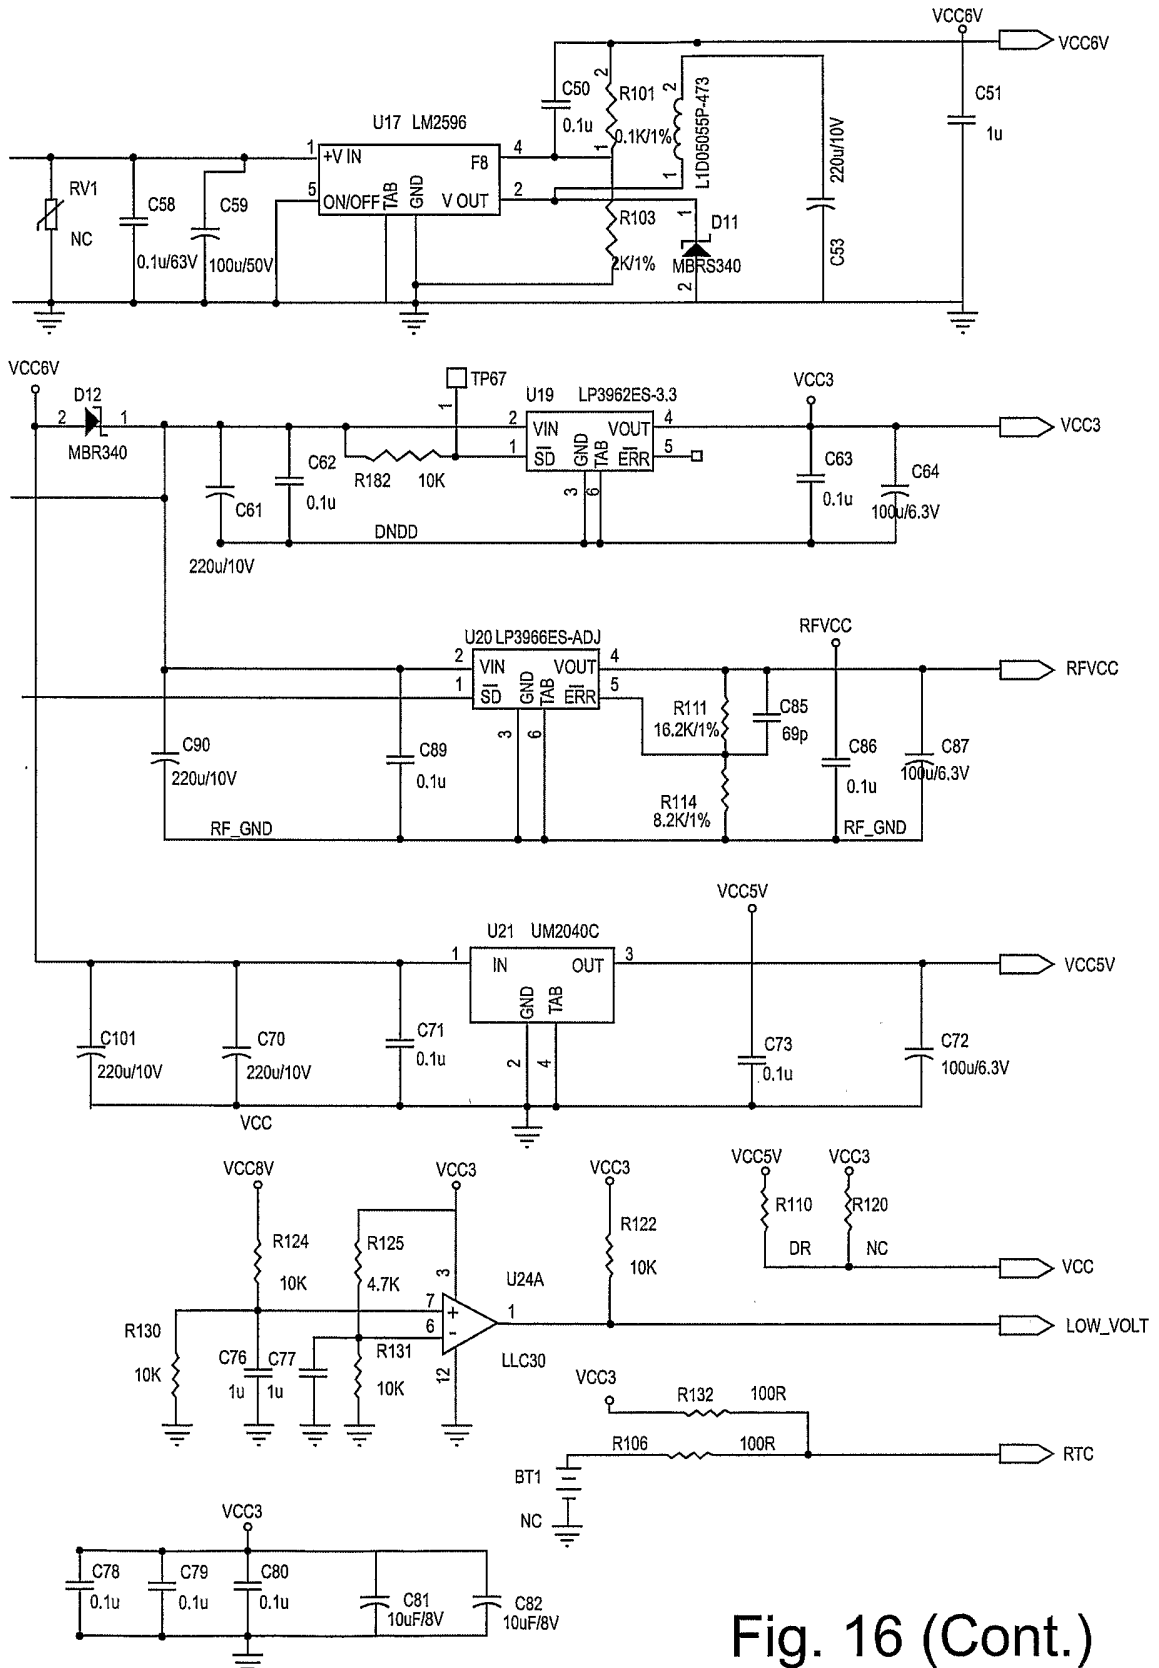 VCC6V
VCC6V
C50
0.1u
2
R101
0.1K/1%
1
2
L1D05055P-473
1
220u/10V
C53
C51
1u
U17 LM2596
1
+V IN
F8
4
5
ON/OFF
TAB
GND
V OUT
2
RV1
NC
C58
0.1u/63V
C59
100u/50V
R103
2K/1%
1
D11
MBRS340
2
VCC6V
D12
2
1
MBR340
TP67
1
U19 LP3962ES-3.3
2
VIN
VOUT
4
1
SD
GND
TAB
ERR
5
3
6
VCC3
VCC3
C61
220u/10V
C62
0.1u
R182
10K
DNDD
C63
0.1u
C64
100u/6.3V
U20 LP3966ES-ADJ
2
VIN
VOUT
4
1
SD
GND
TAB
ERR
5
3
6
RFVCC
RFVCC
R111
16.2K/1%
C85
69p
C90
220u/10V
C89
0.1u
C86
0.1u
C87
100u/6.3V
R114
8.2K/1%
RF_GND
RF_GND
U21 UM2040C
1
IN
OUT
3
GND
TAB
2
4
VCC5V
VCC5V
C101
220u/10V
C70
220u/10V
C71
0.1u
C73
0.1u
C72
100u/6.3V
VCC
VCC8V
VCC3
VCC3
VCC5V
VCC3
R124
10K
R125
4.7K
3
U24A
R122
10K
R110
DR
R120
NC
VCC
7
+
6
-
1
12
LLC30
LOW_VOLT
R130
10K
C76
1u
C77
1u
R131
10K
VCC3
R132
100R
R106
100R
RTC
BT1
NC
VCC3
C78
0.1u
C79
0.1u
C80
0.1u
C81
10uF/8V
C82
10uF/8V
Fig. 16 (Cont.)